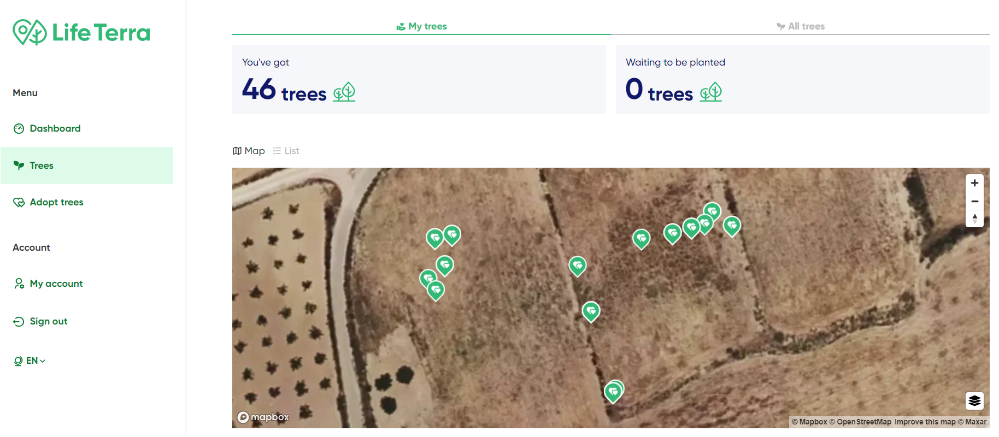 Life Terra
Menu
Dashboard
Trees
Adopt trees
Account
My account
Sign out
EN
My trees
All trees
You've got
46 trees
Waiting to be planted
0 trees
Map
List
mapbox
© Mapbox © OpenStreetMap Improve this map © Maxar